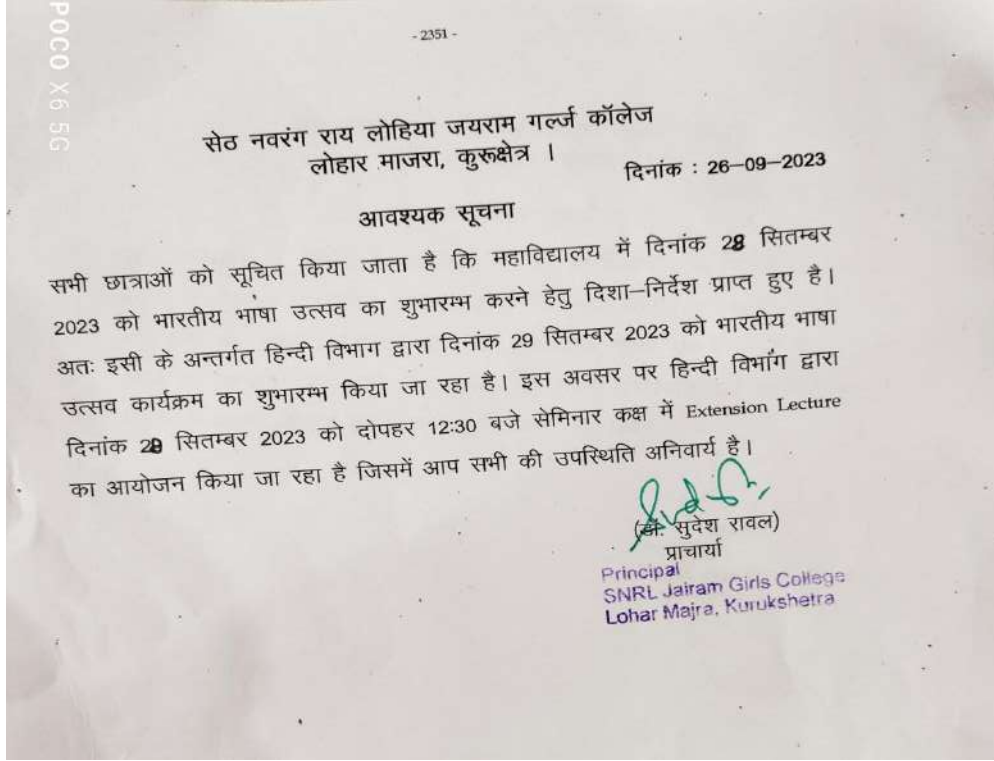 POCO X6 5G
- 2351 -
सेठ नवरंग राय लोहिया जयराम गर्ल्ज कॉलेज
लोहार माजरा, कुरूक्षेत्र ।
दिनांक : 26–09–2023
आवश्यक सूचना
सभी छात्राओं को सूचित किया जाता है कि महाविद्यालय में दिनांक 28 सितम्बर
2023 को भारतीय भाषा उत्सव का शुभारम्भ करने हेतु दिशा–निर्देश प्राप्त हुए है।
अतः इसी के अन्तर्गत हिन्दी विभाग द्वारा दिनांक 29 सितम्बर 2023 को भारतीय भाषा
उत्सव कार्यक्रम का शुभारम्भ किया जा रहा है। इस अवसर पर हिन्दी विभाग द्वारा
दिनांक सितम्बर 2023 को दोपहर 12:30 बजे सेमिनार कक्ष में Extension Lecture
का आयोजन किया जा रहा है जिसमें आप सभी की उपस्थिति अनिवार्य है।
(डॉ. सुदेश रावल)
प्राचार्या
Principal
SNRL Jairam Girls College
Lohar Majra, Kurukshetra